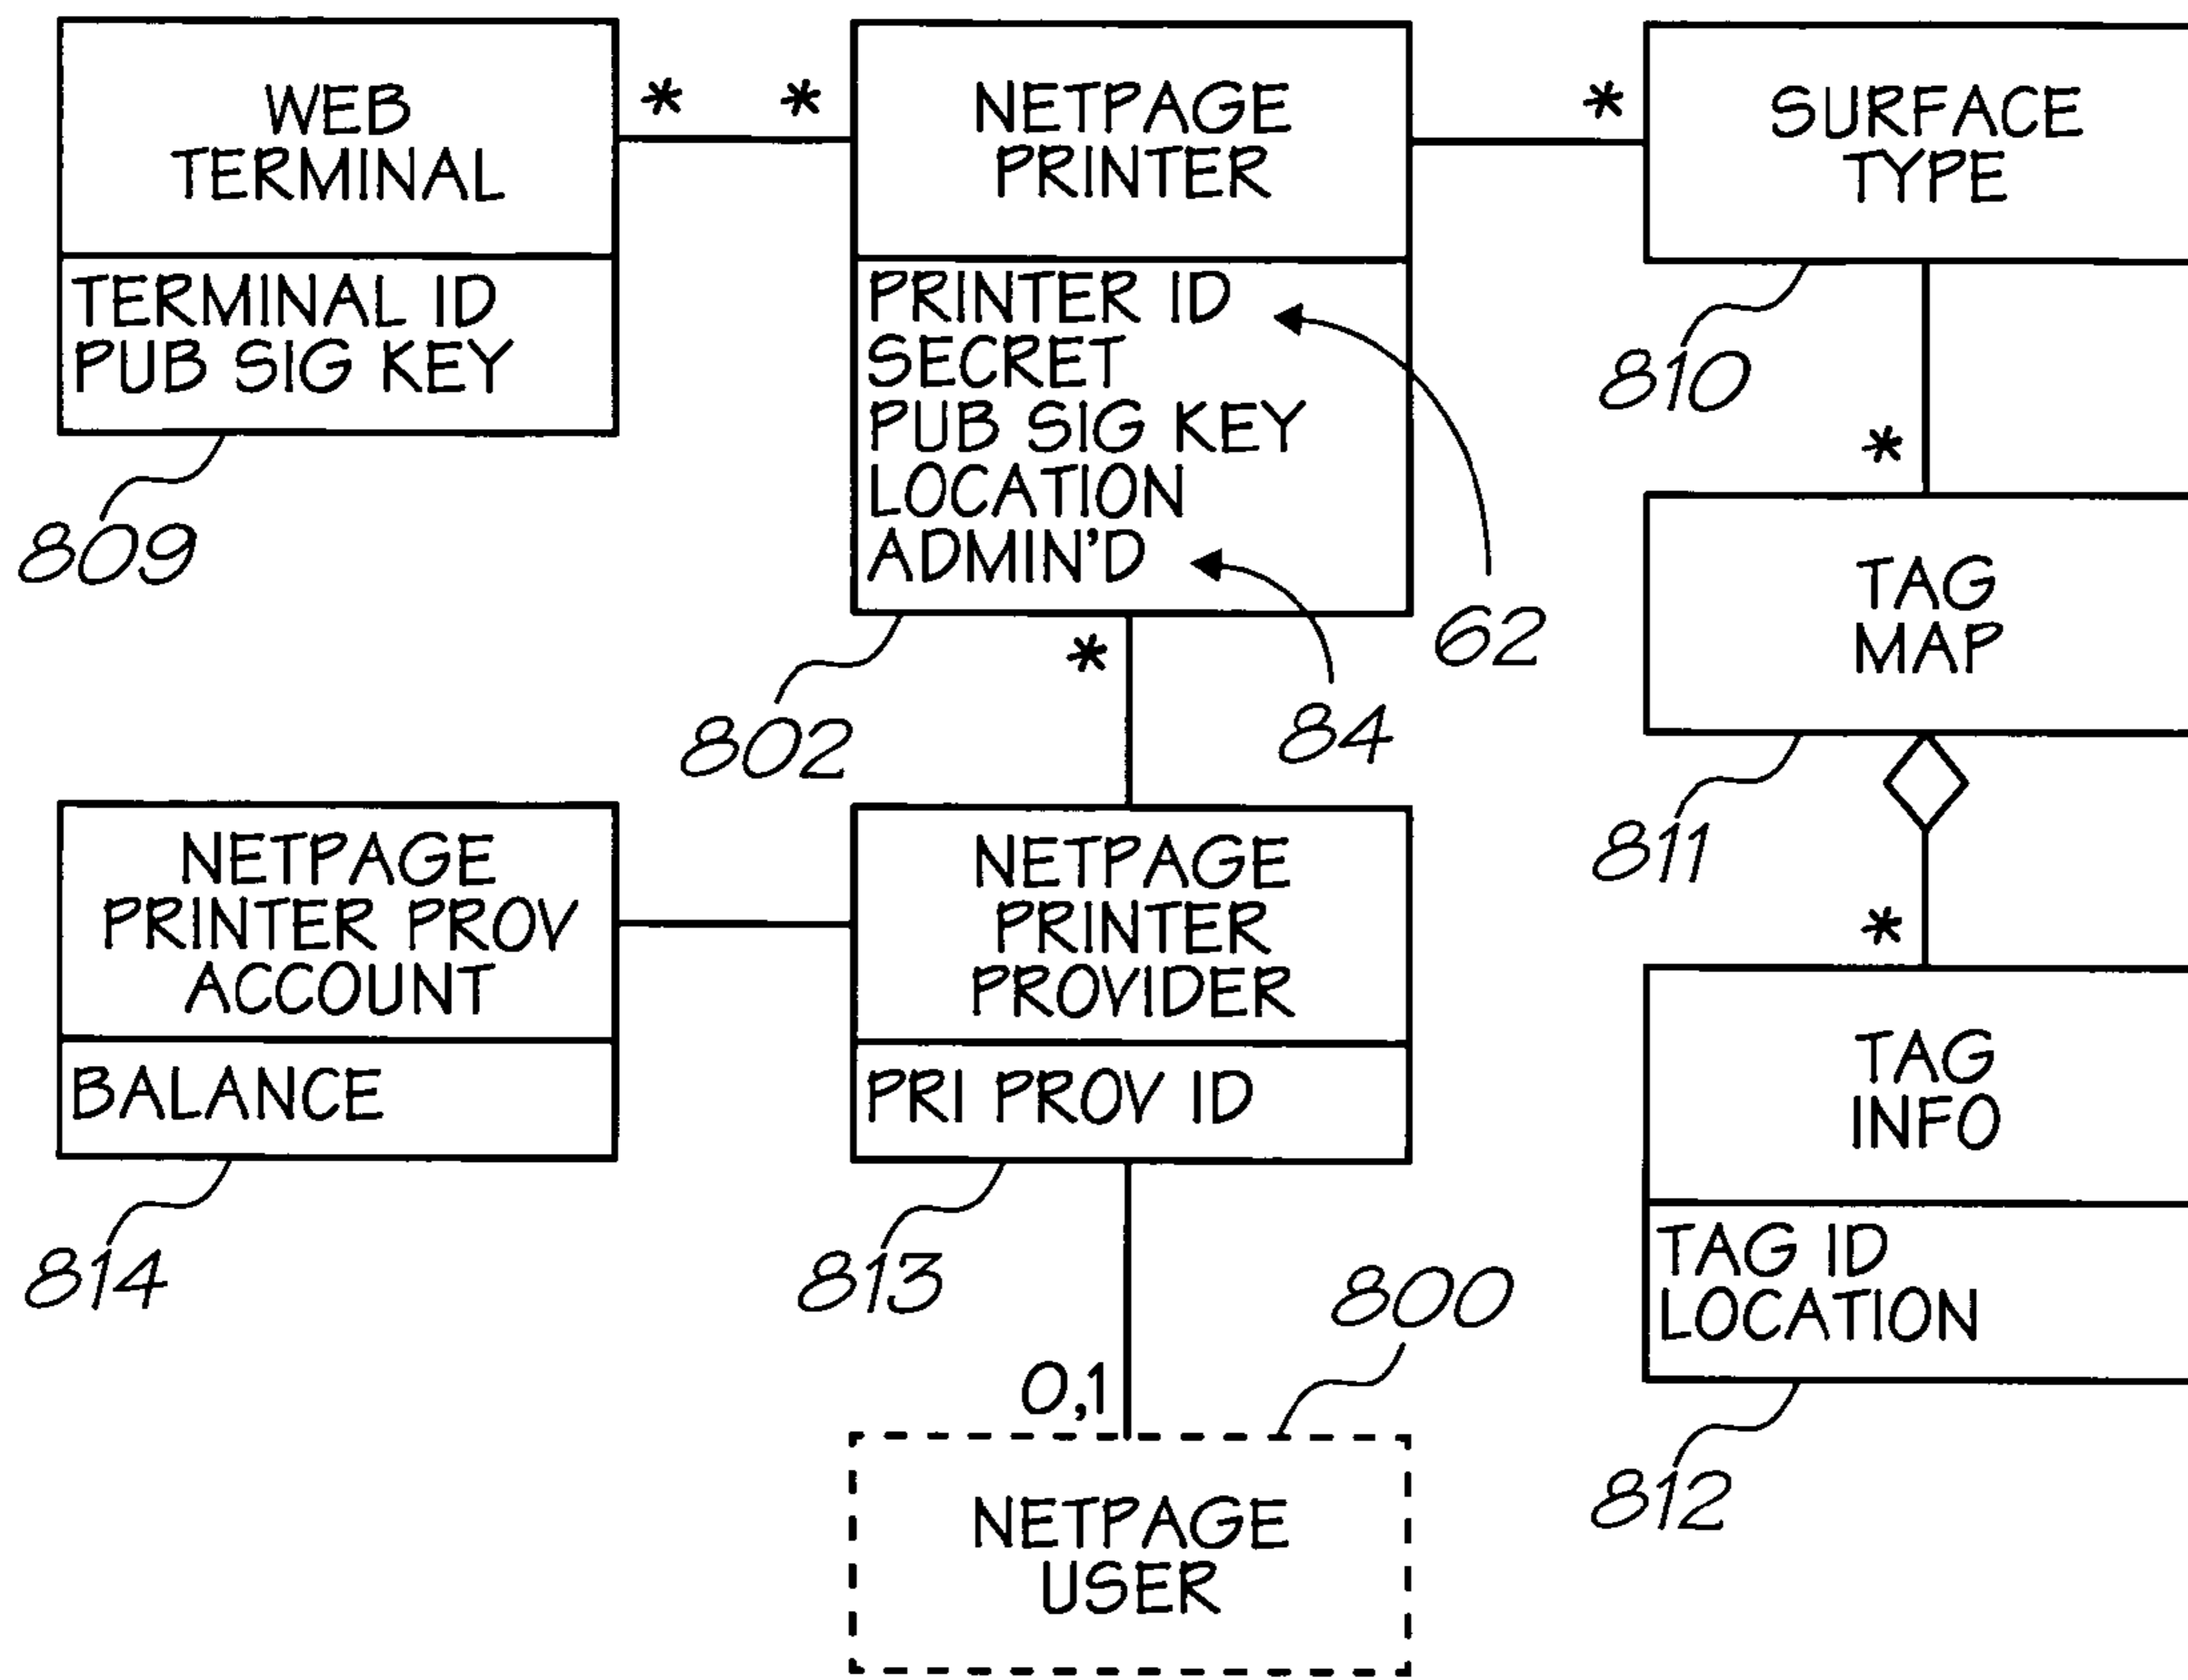 WEB
TERMINAL
TERMINAL ID
PUB SIG KEY
809
*
*
NETPAGE
PRINTER
PRINTER ID
SECRET
PUB SIG KEY
LOCATION
ADMIN'D
62
84
802
*
*
SURFACE
TYPE
810
*
TAG
MAP
811
*
TAG
INFO
TAG ID
LOCATION
812
NETPAGE
PRINTER PROV
ACCOUNT
BALANCE
814
NETPAGE
PRINTER
PROVIDER
PRI PROV ID
813
800
0,1
NETPAGE
USER